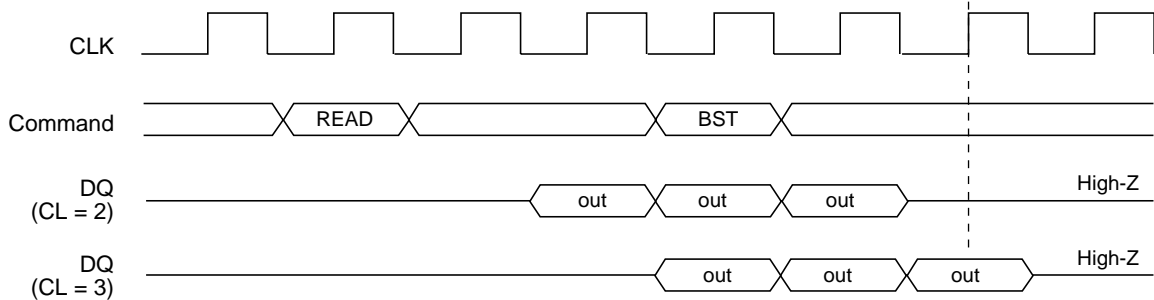 CLK
Command
READ
BST
DQ
(CL = 2)
out
out
out
High-Z
DQ
(CL = 3)
out
out
out
High-Z